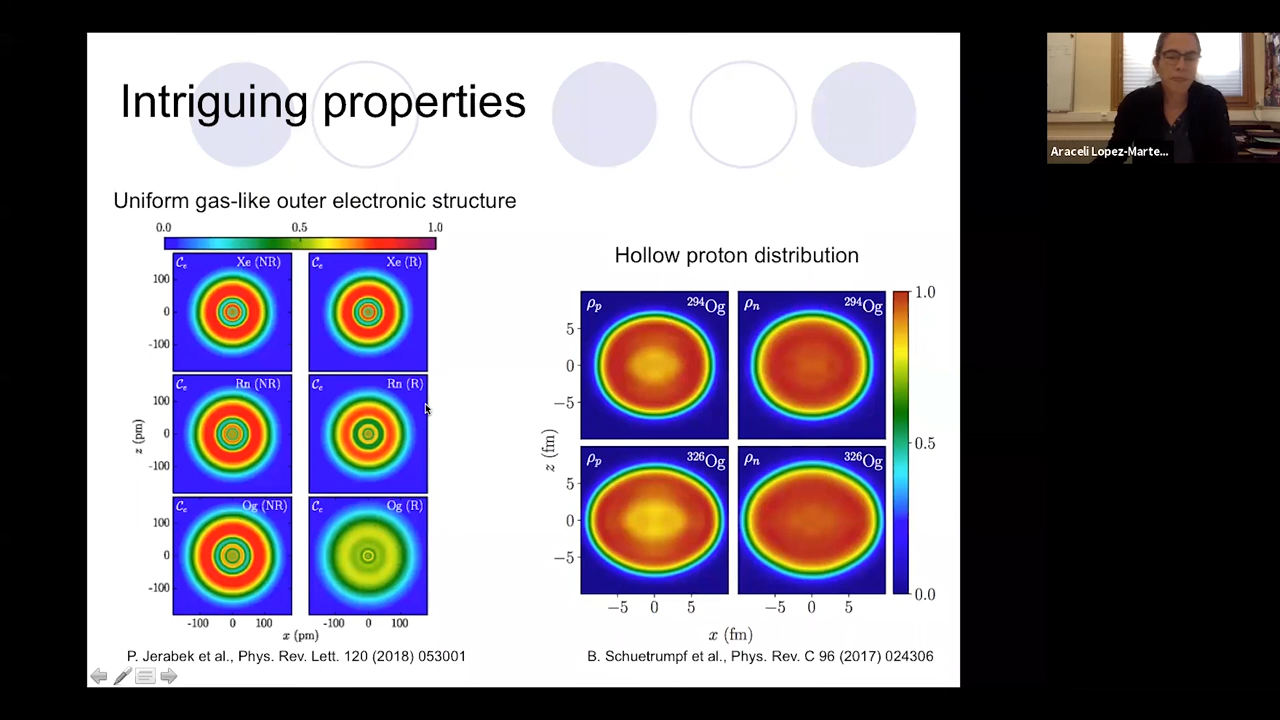 Intriguing properties
Uniform gas-like outer electronic structure
0.0 0.5 1.0
𝒞e Xe (NR)
𝒞e Xe (R)
100
0
-100
𝒞e Rn (NR)
𝒞e Rn (R)
100
0
-100
z (pm)
𝒞e Og (NR)
𝒞e Og (R)
100
0
-100
-100 0 100
-100 0 100
x (pm)
P. Jerabek et al., Phys. Rev. Lett. 120 (2018) 053001
Hollow proton distribution
ρp 294Og
ρn 294Og
5
0
−5
ρp 326Og
ρn 326Og
5
0
−5
z (fm)
−5 0 5
−5 0 5
x (fm)
1.0
0.5
0.0
B. Schuetrumpf et al., Phys. Rev. C 96 (2017) 024306
Araceli Lopez-Marte...